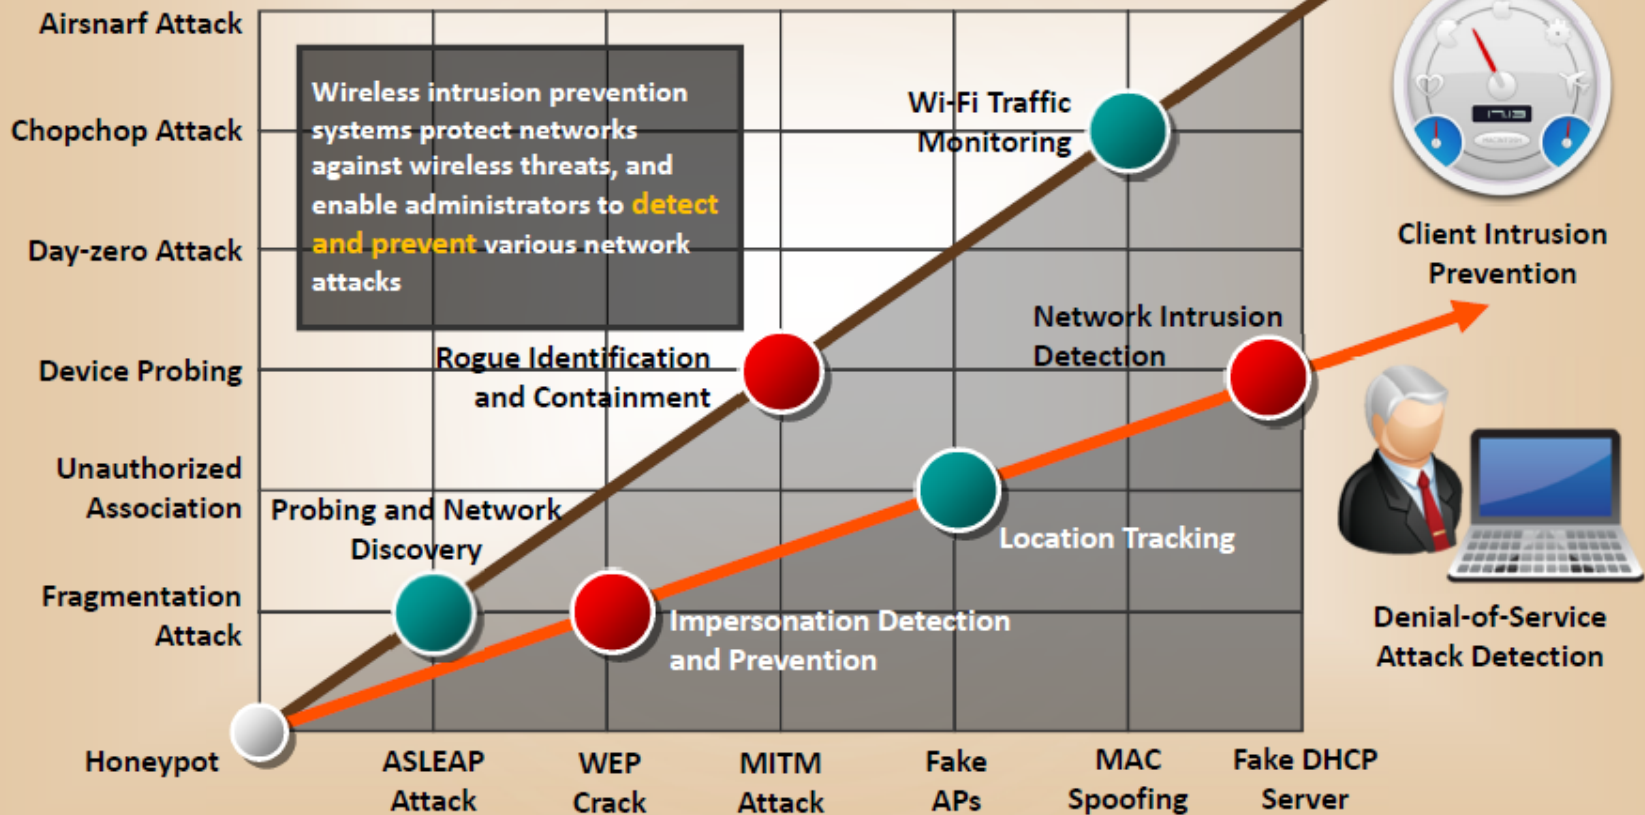 Airsnarf Attack
Chopchop Attack
Day-zero Attack
Device Probing
Unauthorized
Association
Fragmentation
Attack
Honeypot
Wireless intrusion prevention
systems protect networks
against wireless threats, and
enable administrators to detect
and prevent various network
attacks
Wi-Fi Traffic
Monitoring
Rogue Identification
and Containment
Network Intrusion
Detection
Probing and Network
Discovery
Location Tracking
Impersonation Detection
and Prevention
ASLEAP
Attack
WEP
Crack
MITM
Attack
Fake
APs
MAC
Spoofing
Fake DHCP
Server
17.13
MACINTOSH
Client Intrusion
Prevention
Denial-of-Service
Attack Detection